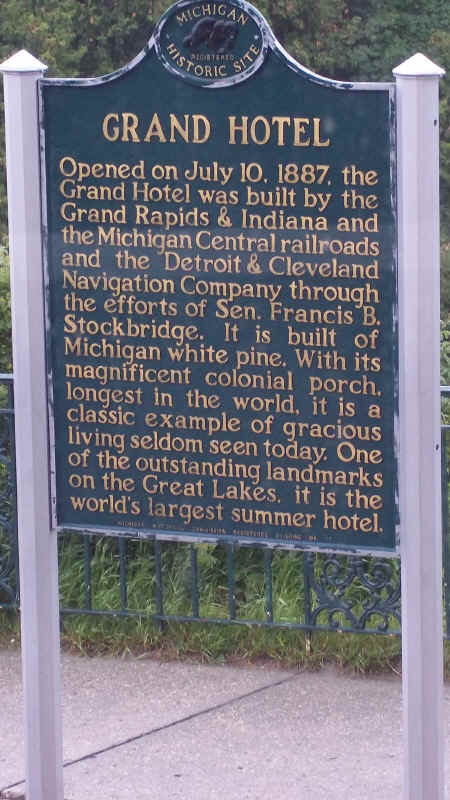 MICHIGAN
REGISTERED
HISTORIC SITE
GRAND HOTEL
Opened on July 10, 1887, the
Grand Hotel was built by the
Grand Rapids & Indiana and
the Michigan Central railroads
and the Detroit & Cleveland
Navigation Company through
the efforts of Sen. Francis B.
Stockbridge. It is built of
Michigan white pine. With its
magnificent colonial porch,
longest in the world, it is a
classic example of gracious
living seldom seen today. One
of the outstanding landmarks
on the Great Lakes, it is the
world's largest summer hotel.
MICHIGAN HISTORICAL COMMISSION REGISTERED